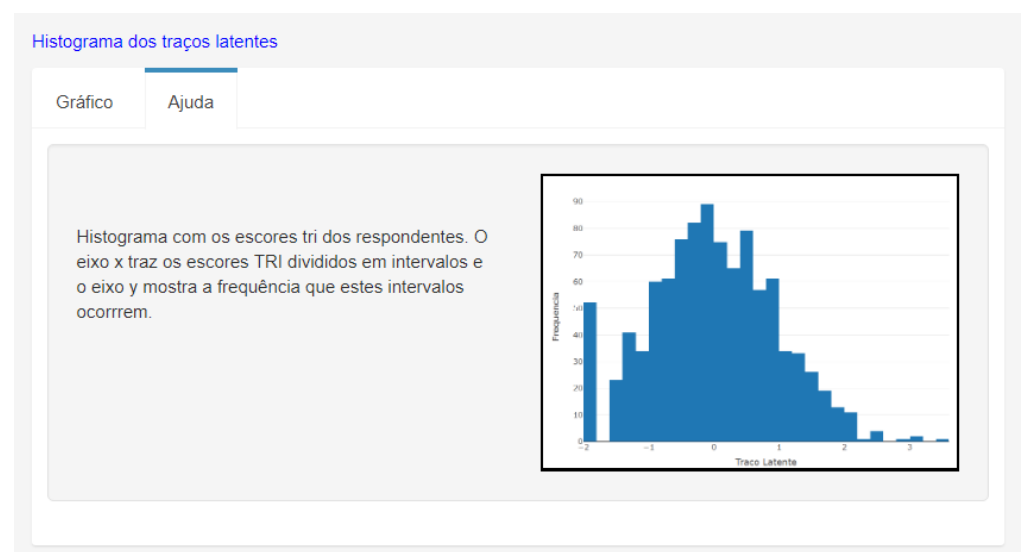 Histograma dos traços latentes
Gráfico
Ajuda
Histograma com os escores tri dos respondentes. O
eixo x traz os escores TRI divididos em intervalos e
o eixo y mostra a frequência que estes intervalos
ocorrrem.
90
80
70
60
50
40
30
20
10
0
Frequencia
−2 −1 0 1 2 3
Traco Latente